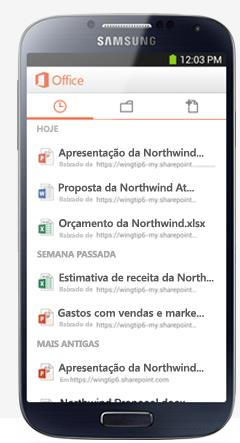 SAMSUNG
12:03 PM
Office
HOJE
Apresentação da Northwind...
Baixado de https://wingtip6-my.sharepoint...
Proposta da Northwind At...
Baixado de https://wingtip6-my.sharepoint...
Orçamento da Northwind.xlsx
Baixado de https://wingtip6-my.sharepoint...
SEMANA PASSADA
Estimativa de receita da North...
Baixado de https://wingtip6-my.sharepoint...
Gastos com vendas e marke...
Baixado de https://wingtip6-my.sharepoint...
MAIS ANTIGAS
Apresentação da Northwind...
Em https://wingtip6.sharepoint.com
Northwind Proposal.docx